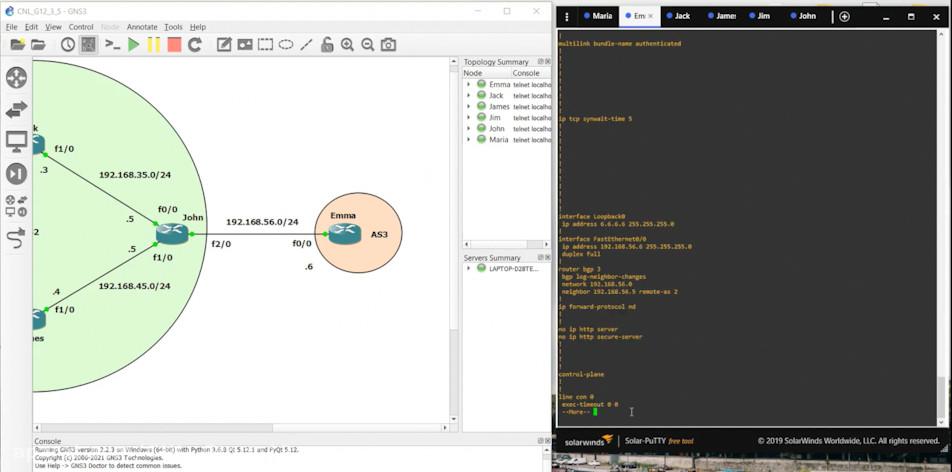 CNL_G12_3_5 - GNS3
File Edit View Control Node Annotate Tools Help
k
f1/0
.3
192.168.35.0/24
.5
f0/0
John
192.168.56.0/24
Emma
AS3
f2/0
f0/0
.6
.2
.5
f1/0
.4
192.168.45.0/24
f1/0
nes
Topology Summary
Node Console
Emma telnet localho
Jack telnet localho
James telnet localho
Jim telnet localho
John telnet localho
Maria telnet localho
Servers Summary
LAPTOP-D28TE...
Console
Running GNS3 version 2.2.3 on Windows (64-bit) with Python 3.6.8 Qt 5.12.1 and PyQt 5.12.
Copyright (c) 2006-2021 GNS3 Technologies.
Use Help -> GNS3 Doctor to detect common issues.
Maria Em Jack James Jim John
!
multilink bundle-name authenticated
!
!
!
!
!
!
!
!
!
ip tcp synwait-time 5
!
!
!
!
!
!
!
!
!
!
!
!
interface Loopback0
ip address 6.6.6.6 255.255.255.0
!
interface FastEthernet0/0
ip address 192.168.56.6 255.255.255.0
duplex full
!
router bgp 3
bgp log-neighbor-changes
network 192.168.56.0
neighbor 192.168.56.5 remote-as 2
!
ip forward-protocol nd
!
!
no ip http server
no ip http secure-server
!
!
!
!
control-plane
!
!
line con 0
exec-timeout 0 0
--More--
solarwinds Solar-PuTTY free tool © 2019 SolarWinds Worldwide, LLC. All rights reserved.